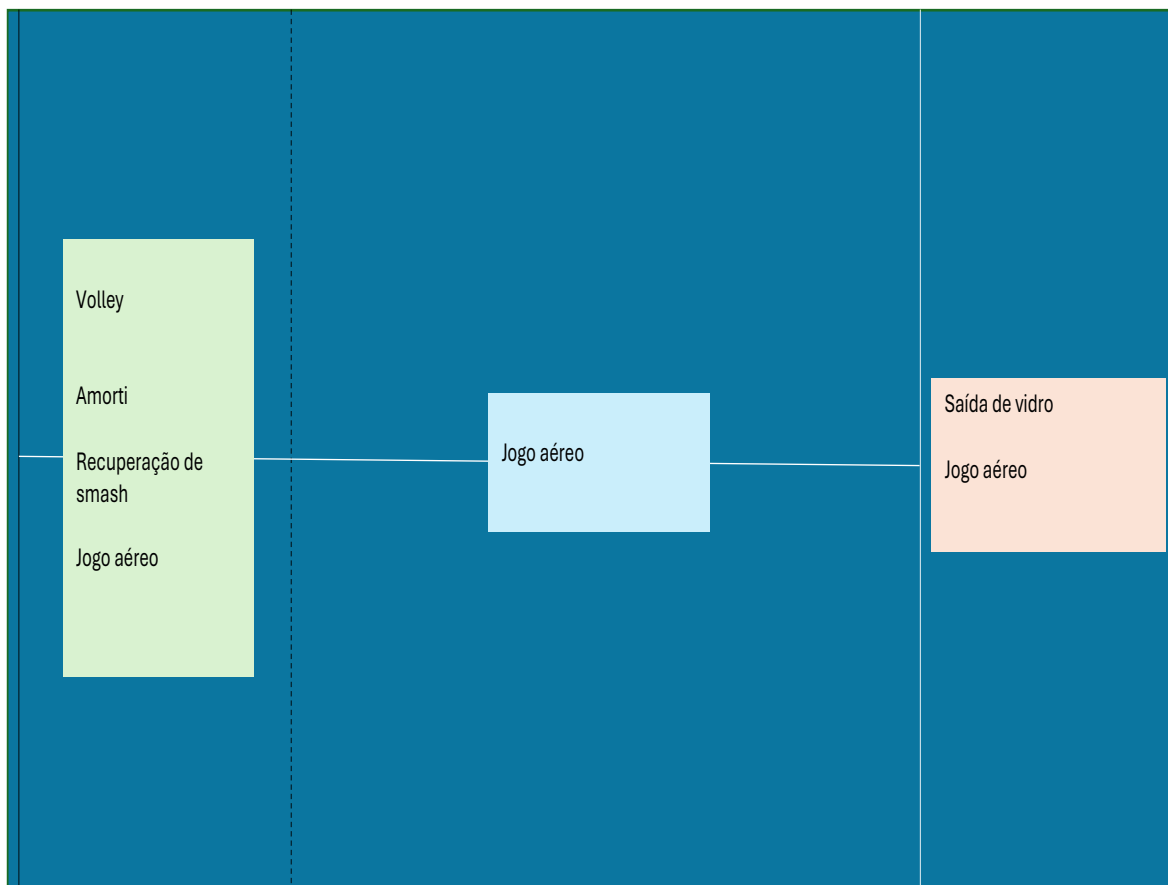 Volley
Amorti
Recuperação de
smash
Jogo aéreo
Jogo aéreo
Saída de vidro
Jogo aéreo